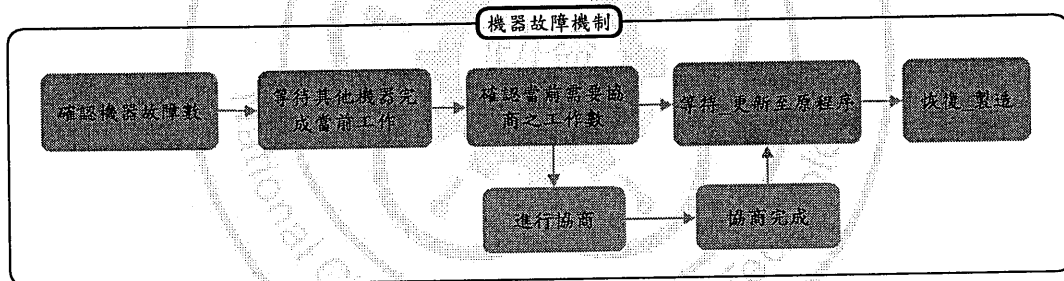 機器故障機制
確認機器故障數
等待其他機器完
成當前工作
確認當前需要協
商之工作數
等待_更新至原程序
恢復_製造
進行協商
協商完成